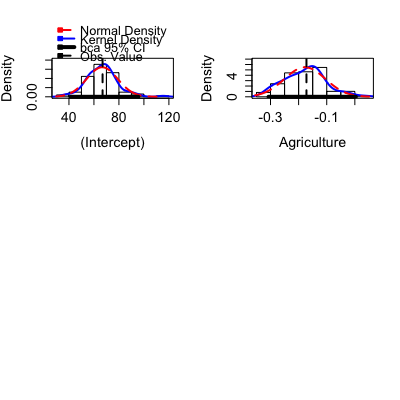 Normal Density
Kernel Density
bca 95% CI
Obs. Value
Density
0.00
40 80 120
(Intercept)
Density
4
0
-0.3 -0.1
Agriculture